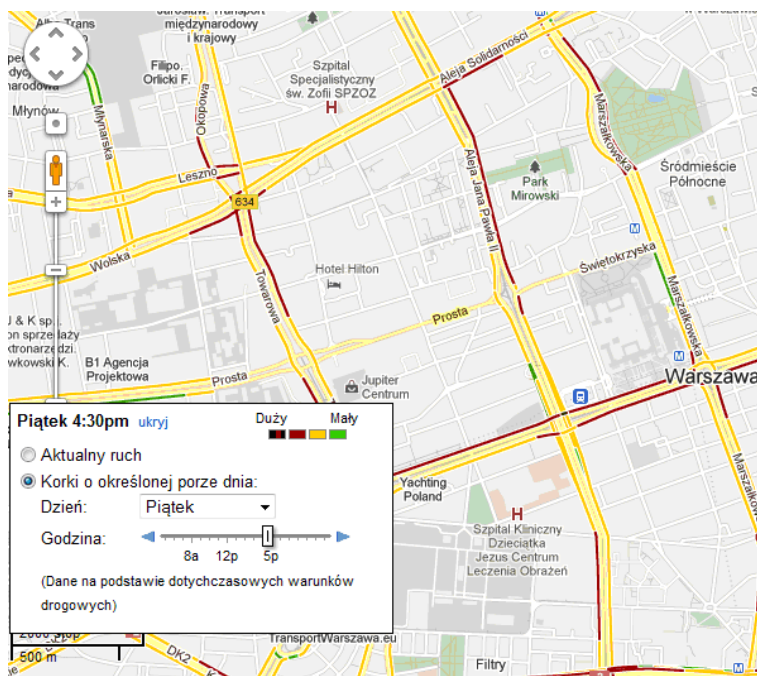 międzynarodowy
i krajowy
Filipo.
Orlicki F.
Młynów
Młynarska
Okopowa
Szpital
Specjalistyczny
św. Zofii SPZOZ
H
Aleja Solidarności
Marszałkowska
Śródmieście
Północne
Leszno
634
Wolska
Towarowa
Aleja Jana Pawła II
Park
Mirowski
M
Świętokrzyska
Hotel Hilton
Prosta
Marszałkowska
B1 Agencja
Projektowa
Prosta
Jupiter
Centrum
M
Warszawa
Piątek 4:30pm ukryj
Duży Mały
Aktualny ruch
Korki o określonej porze dnia:
Dzień: Piątek
Godzina:
8a 12p 5p
(Dane na podstawie dotychczasowych warunków
drogowych)
Yachting
Poland
H
Szpital Kliniczny
Dzieciątka
Jezus Centrum
Leczenia Obrażeń
500 m
DK2
TransportWarszawa.eu
Filtry
M